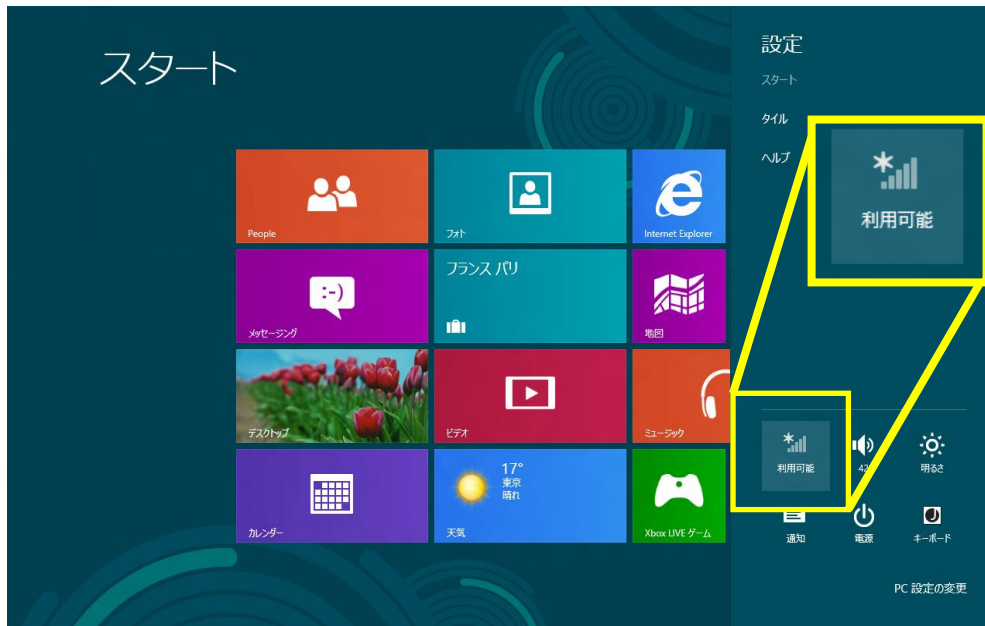 スタート
設定
スタート
タイル
ヘルプ
利用可能
People
フォト
Internet Explorer
メッセージング
フランス パリ
地図
デスクトップ
ビデオ
ミュージック
カレンダー
17°
東京
晴れ
天気
Xbox LIVE ゲーム
利用可能
42
明るさ
通知
電源
キーボード
PC 設定の変更